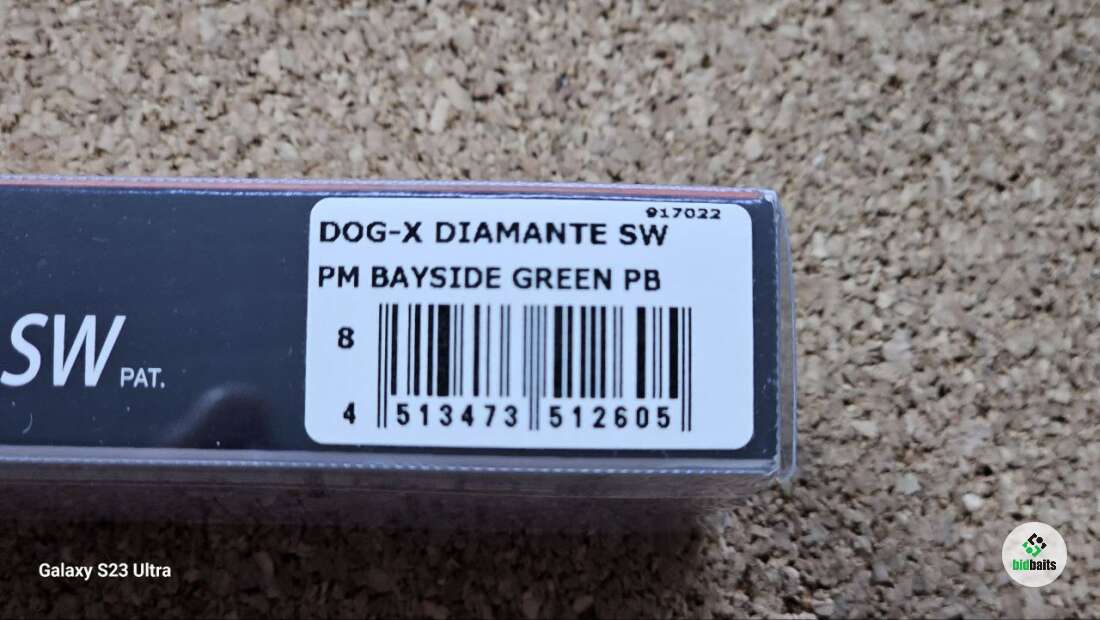 917022
DOG-X DIAMANTE SW
PM BAYSIDE GREEN PB
8
4 513473 512605
SW PAT.
Galaxy S23 Ultra
bidbaits